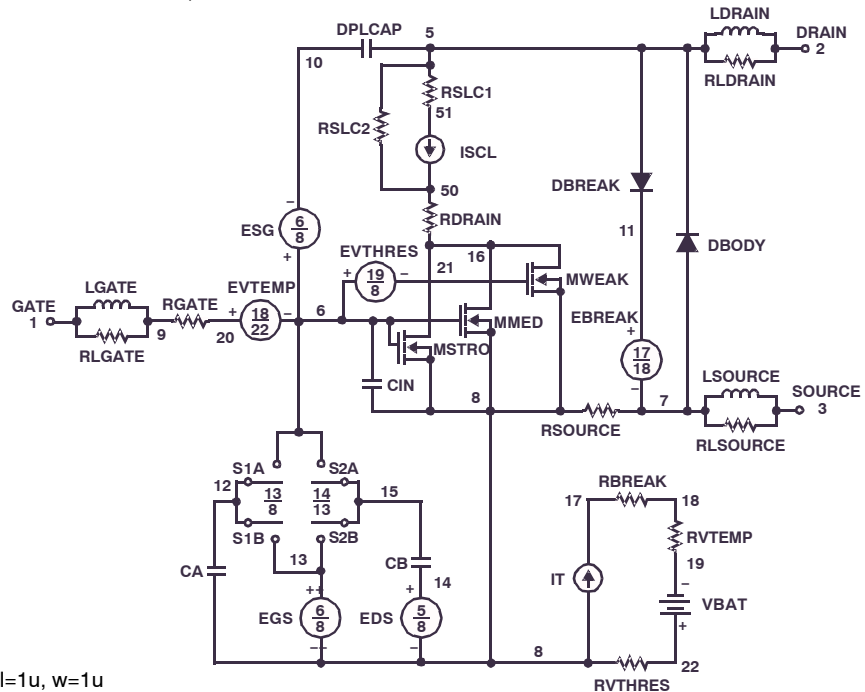 LDRAIN
DPLCAP
5
DRAIN
2
10
RLDRAIN
RSLC1
51
RSLC2
ISCL
50
DBREAK
RDRAIN
ESG
6
8
−
+
11
DBODY
EVTHRES
16
21
+ 19 −
8
MWEAK
LGATE
EVTEMP
GATE
1
RGATE
+ 18 −
22
6
EBREAK
+
MMED
9
20
RLGATE
MSTRO
17
18
−
LSOURCE
CIN
8
7
SOURCE
3
RSOURCE
RLSOURCE
S1A
S2A
12
13
8
14
13
15
RBREAK
17
18
S1B
S2B
RVTEMP
13
CB
19
CA
14
IT
−
VBAT
+
++
+
EGS
6
8
EDS
5
8
−−
−
8
22
l=1u, w=1u
RVTHRES